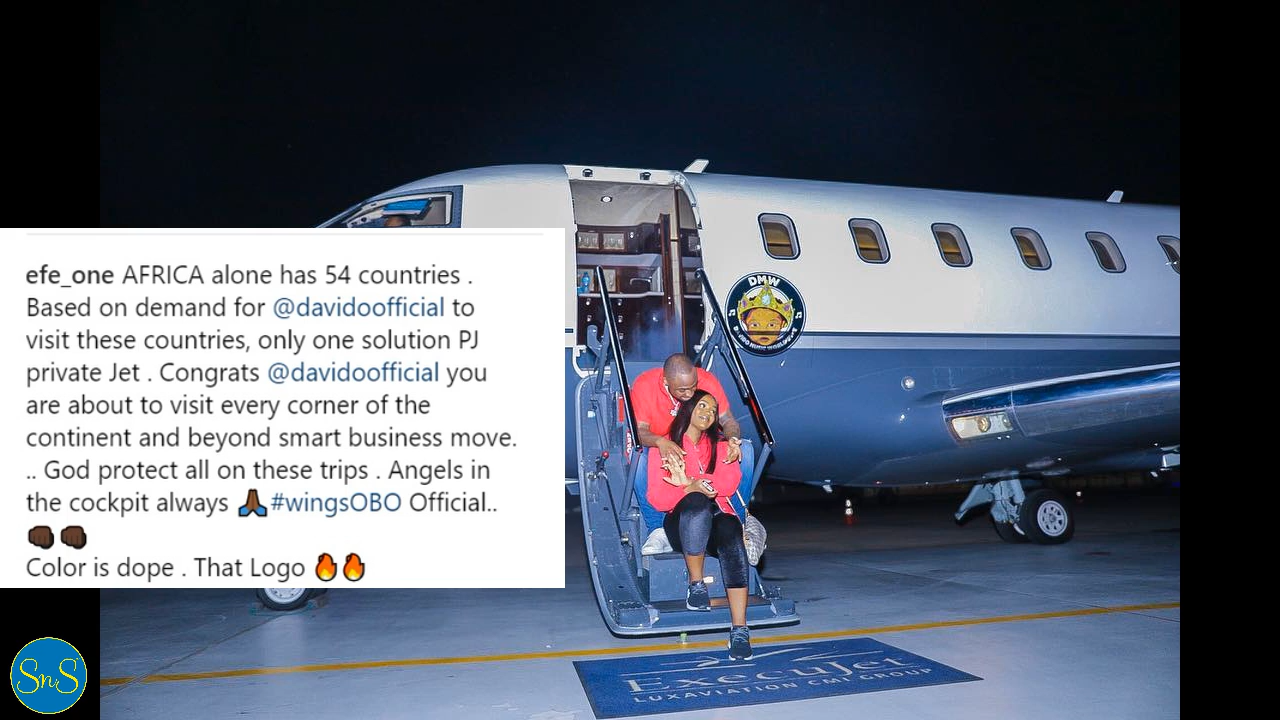 efe_one AFRICA alone has 54 countries .
Based on demand for @davidoofficial to
visit these countries, only one solution PJ
private Jet . Congrats @davidoofficial you
are about to visit every corner of the
continent and beyond smart business move.
.. God protect all on these trips . Angels in
the cockpit always 🙏🏾#wingsOBO Official..
👊🏿👊🏿
Color is dope . That Logo 🔥🔥
DMW
EXECUJET
LUXAVIATION
GROUP
SnS